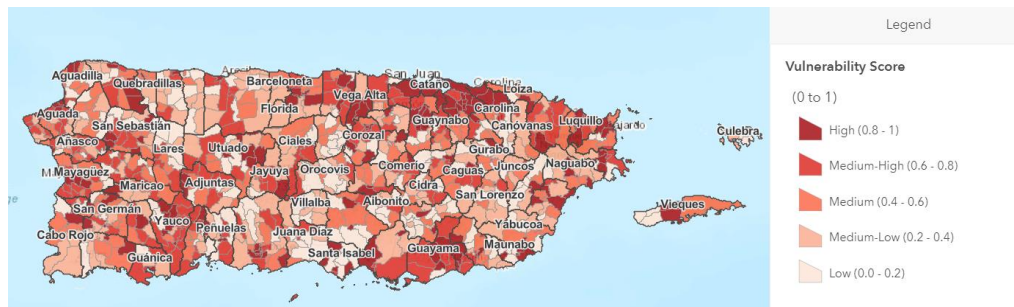 Legend
Vulnerability Score
(0 to 1)
High (0.8 - 1)
Medium-High (0.6 - 0.8)
Medium (0.4 - 0.6)
Medium-Low (0.2 - 0.4)
Low (0.0 - 0.2)
Aguadilla
Quebradillas
Barceloneta
San Juan
Cataño
Carolina
Loíza
Vega Alta
Florida
Carolina
Aguada
San Sebastián
Guaynabo
Canóvanas
Luquillo
Culebra
Añasco
Lares
Utuado
Ciales
Corozal
Gurabo
Mayagüez
Maricao
Adjuntas
Jayuya
Orocovis
Comerio
Caguas
Juncos
Naguabo
Cidra
San Germán
Villalba
Aibonito
San Lorenzo
Vieques
Cabo Rojo
Yauco
Peñuelas
Juana Díaz
Yabucoa
Guánica
Santa Isabel
Guayama
Maunabo